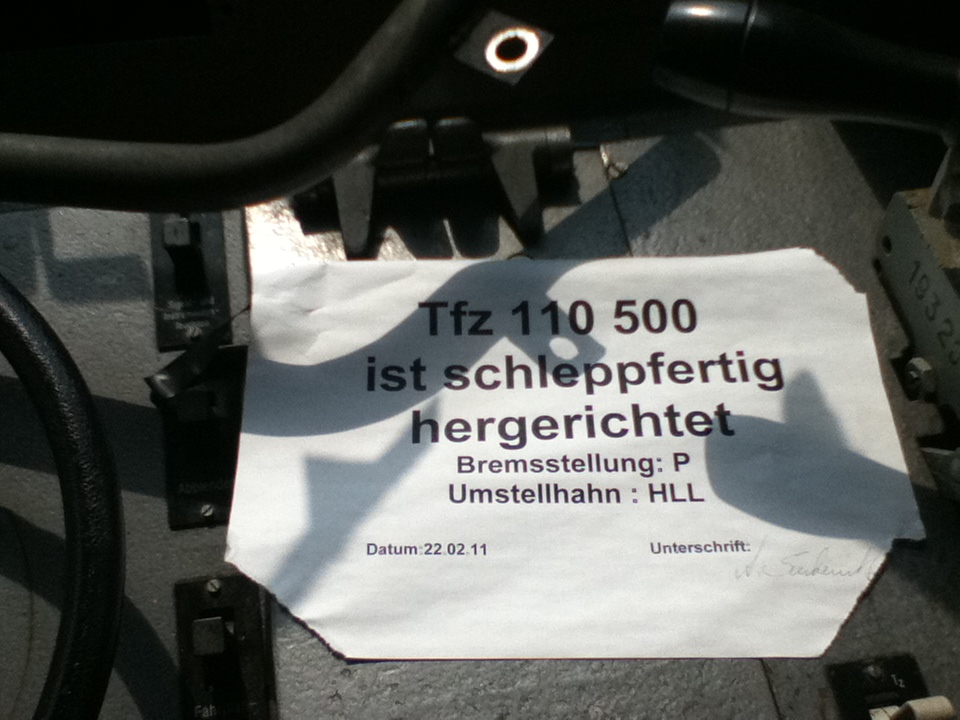 Tfz 110 500
ist schleppfertig
hergerichtet
Bremsstellung: P
Umstellhahn : HLL
Datum:22.02.11
Unterschrift: